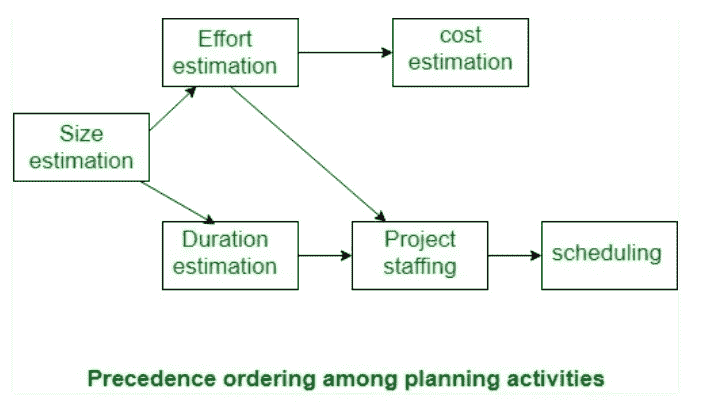 Effort
estimation
cost
estimation
Size
estimation
Duration
estimation
Project
staffing
scheduling
Precedence ordering among planning activities